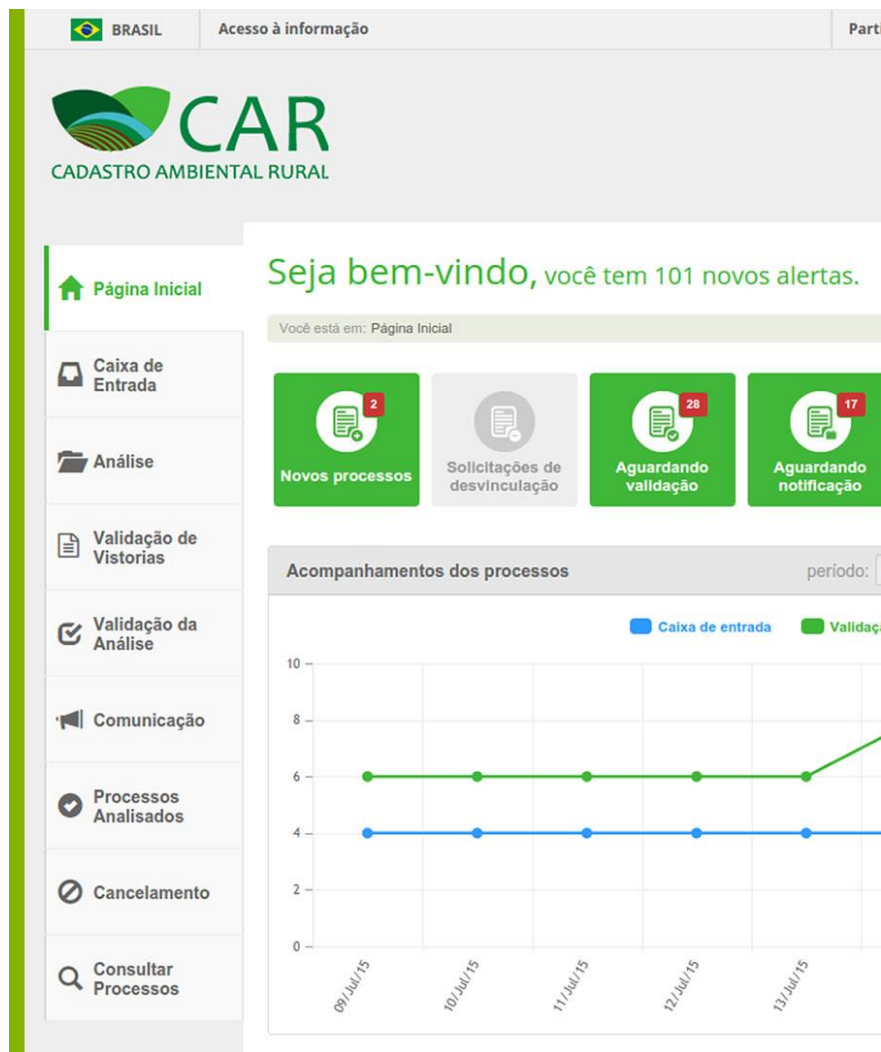 BRASIL
Acesso à informação
Parti
CAR
CADASTRO AMBIENTAL RURAL
Página Inicial
Caixa de
Entrada
Análise
Validação de
Vistorias
Validação da
Análise
Comunicação
Processos
Analisados
Cancelamento
Consultar
Processos
Seja bem-vindo, você tem 101 novos alertas.
Você está em: Página Inicial
2
Novos processos
Solicitações de
desvinculação
28
Aguardando
validação
17
Aguardando
notificação
Acompanhamentos dos processos
período:
Caixa de entrada
Validaç
10
8
6
4
2
0
09/Jul/15
10/Jul/15
11/Jul/15
12/Jul/15
13/Jul/15